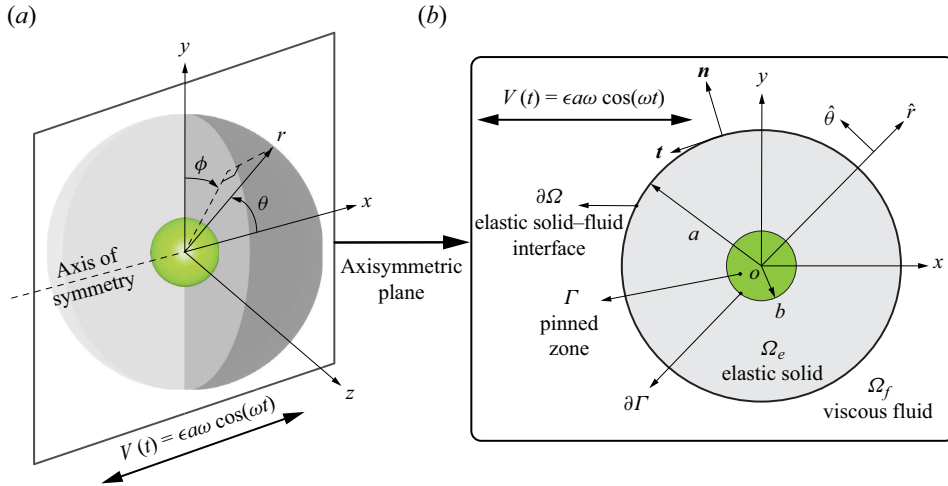 (a)
y
r
ϕ
x
θ
Axis of
symmetry
z
V (t) = ϵaω cos(ωt)
Axisymmetric
plane
(b)
V (t) = ϵaω cos(ωt)
n
y
θ̂
r̂
t
∂Ω
elastic solid–fluid
interface
a
x
o
Γ
pinned
zone
b
Ωe
elastic solid
∂Γ
Ωf
viscous fluid